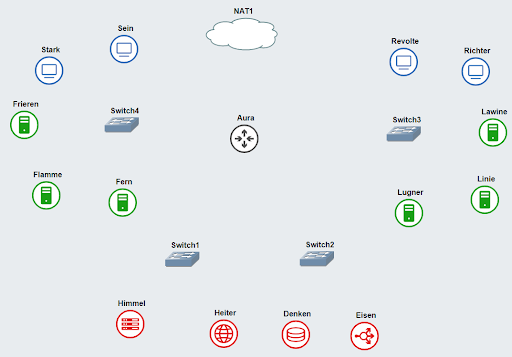 NAT1
Sein
Stark
Revolte
Richter
Frieren
Switch4
Aura
Switch3
Lawine
Flamme
Fern
Lugner
Linie
Switch1
Switch2
Himmel
Heiter
Denken
Eisen